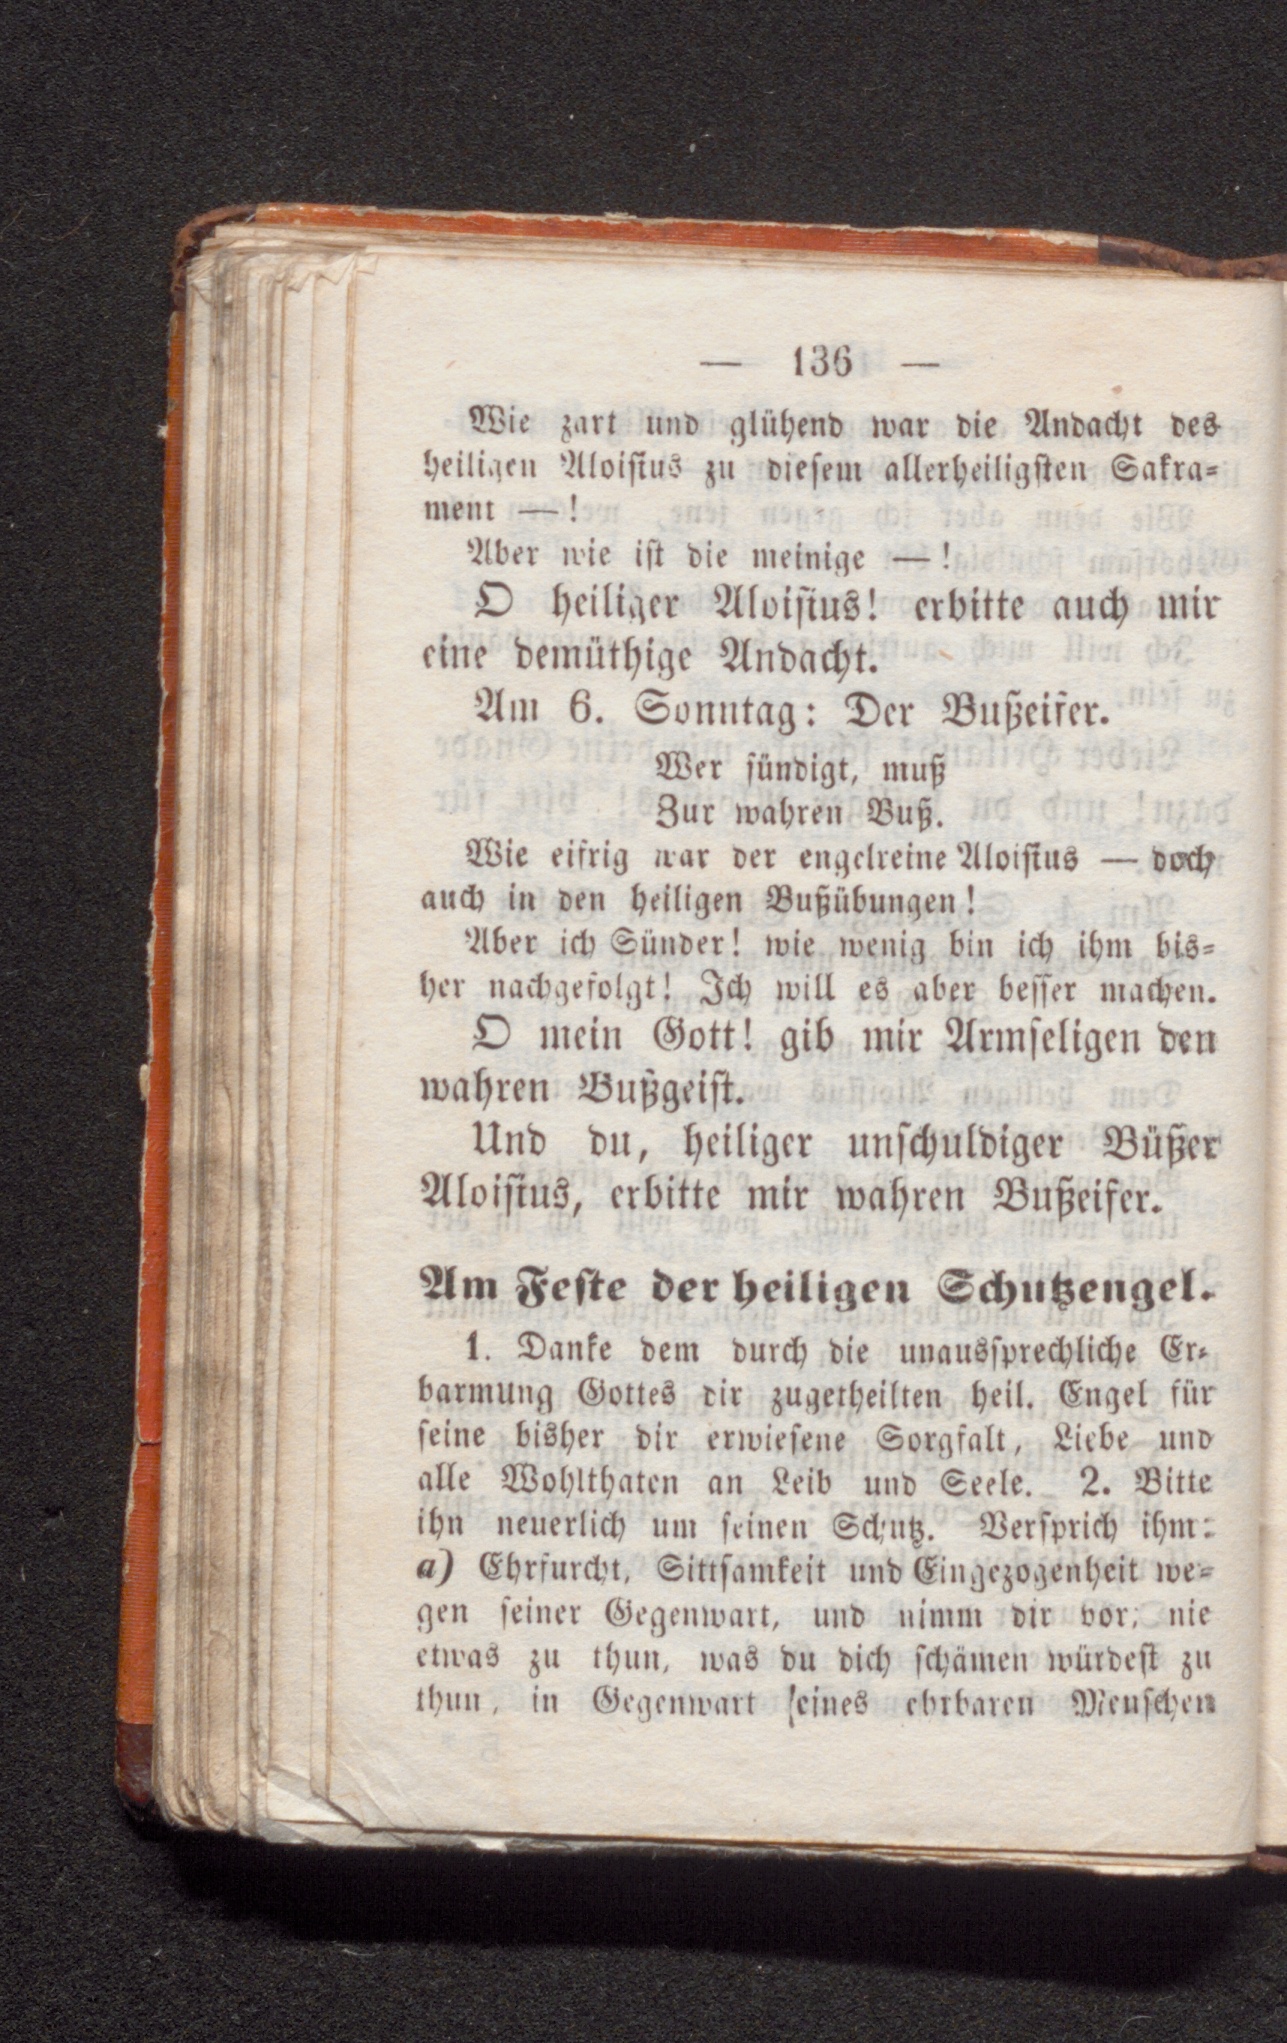 — 136 —
Wie zart und glühend war die Andacht des
heiligen Aloisius zu diesem allerheiligsten Sakra-
ment — !
Aber wie ist die meinige — !
O heiliger Aloisius! erbitte auch mir
eine demüthige Andacht.
Am 6. Sonntag: Der Bußeifer.
Wer sündigt, muß
Zur wahren Buß.
Wie eifrig war der engelreine Aloisius — doch
auch in den heiligen Bußübungen!
Aber ich Sünder! wie wenig bin ich ihm bis-
her nachgefolgt! Ich will es aber besser machen.
O mein Gott! gib mir Armseligen den
wahren Bußgeist.
Und du, heiliger unschuldiger Büßer
Aloisius, erbitte mir wahren Bußeifer.
Am Feste der heiligen Schutzengel.
1. Danke dem durch die unaussprechliche Er-
barmung Gottes dir zugetheilten heil. Engel für
seine bisher dir erwiesene Sorgfalt, Liebe und
alle Wohlthaten an Leib und Seele. 2. Bitte
ihn neuerlich um seinen Schutz. Versprich ihm:
a) Ehrfurcht, Sittsamkeit und Eingezogenheit we-
gen seiner Gegenwart, und nimm dir vor, nie
etwas zu thun, was du dich schämen würdest zu
thun, in Gegenwart seines ehrbaren Menschen